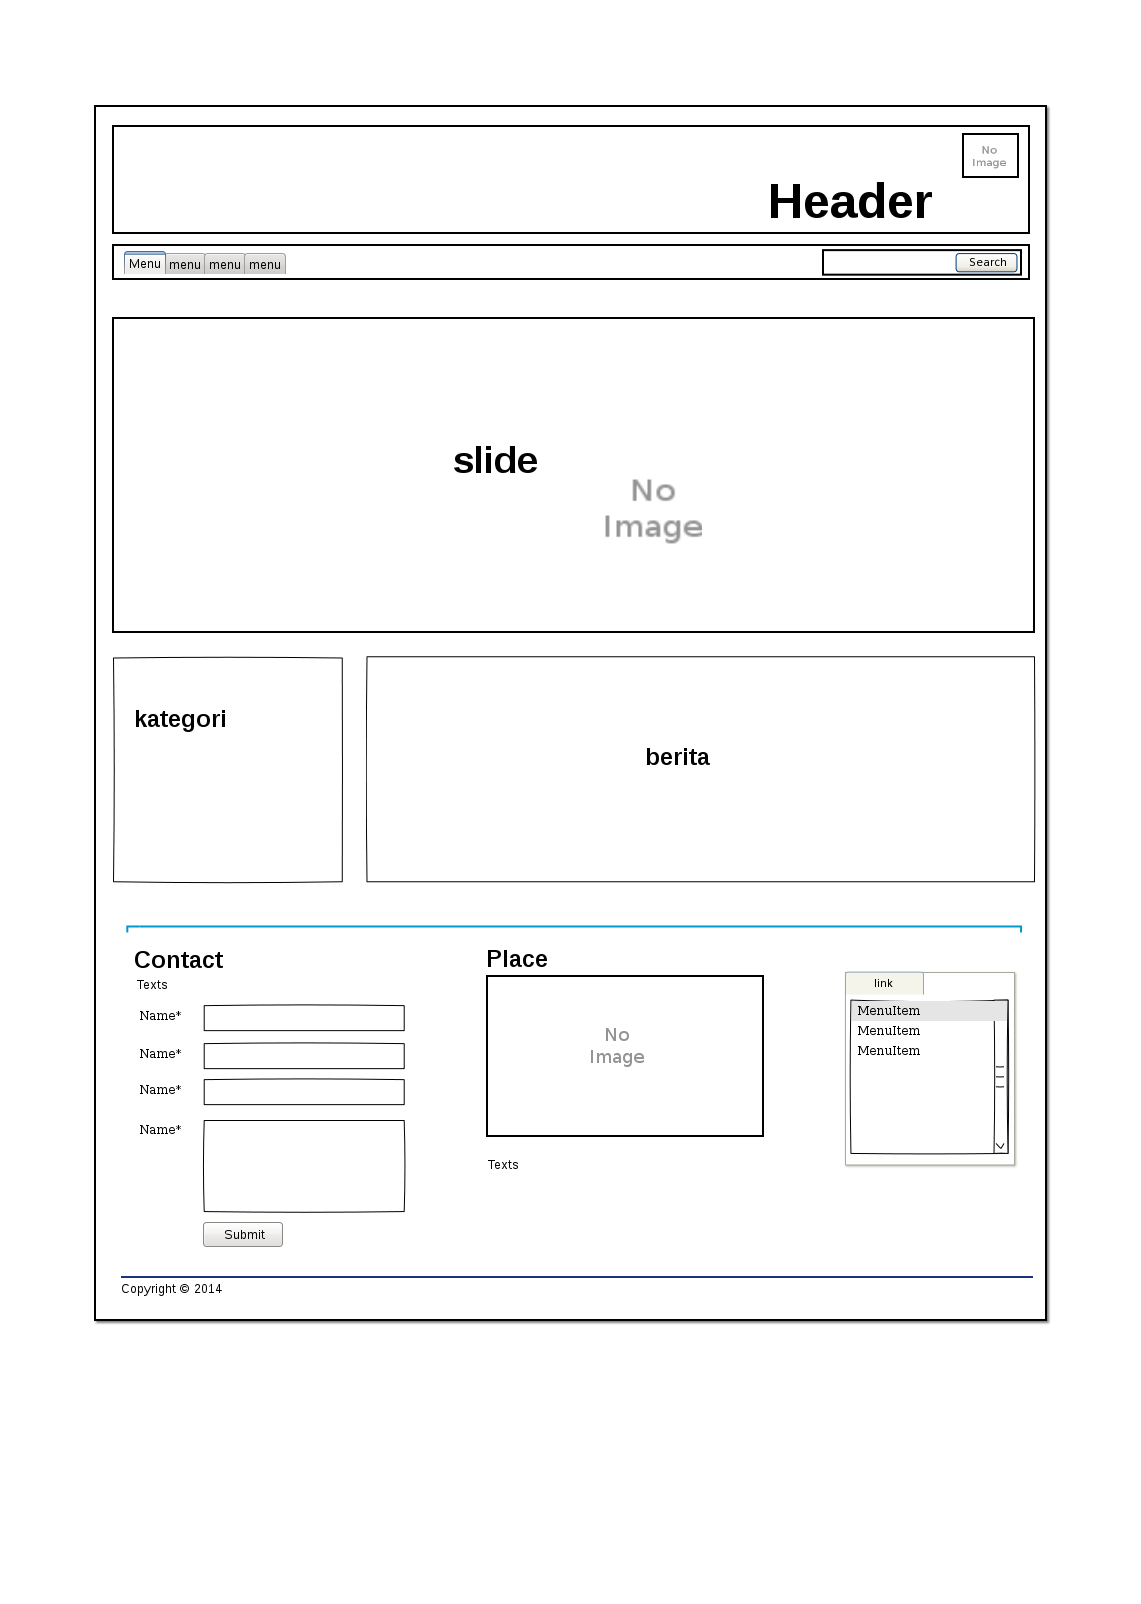 No
Image
Header
Menu menu menu menu
Search
slide
No
Image
kategori
berita
Contact
Texts
Name*
Name*
Name*
Name*
Submit
Place
No
Image
Texts
link
MenuItem
MenuItem
MenuItem
Copyright © 2014